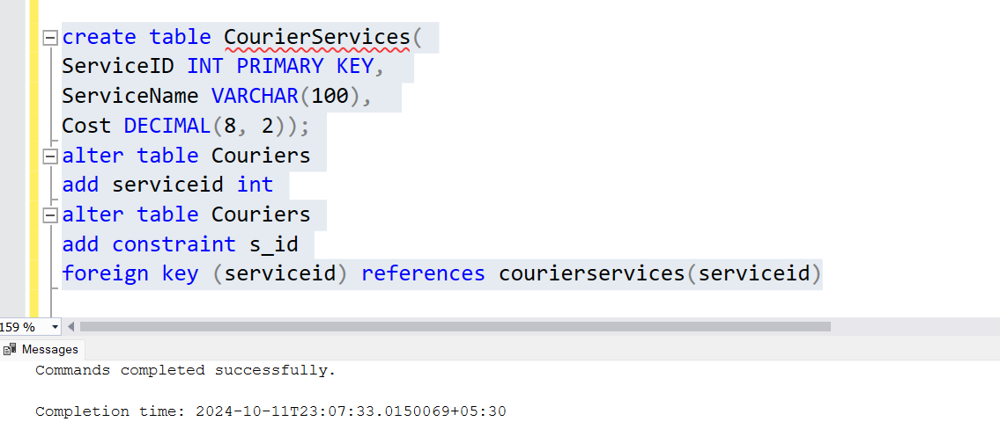 create table CourierServices(
ServiceID INT PRIMARY KEY,
ServiceName VARCHAR(100),
Cost DECIMAL(8, 2));
alter table Couriers
add serviceid int
alter table Couriers
add constraint s_id
foreign key (serviceid) references courierservices(serviceid)
159 %
Messages
Commands completed successfully.
Completion time: 2024-10-11T23:07:33.0150069+05:30